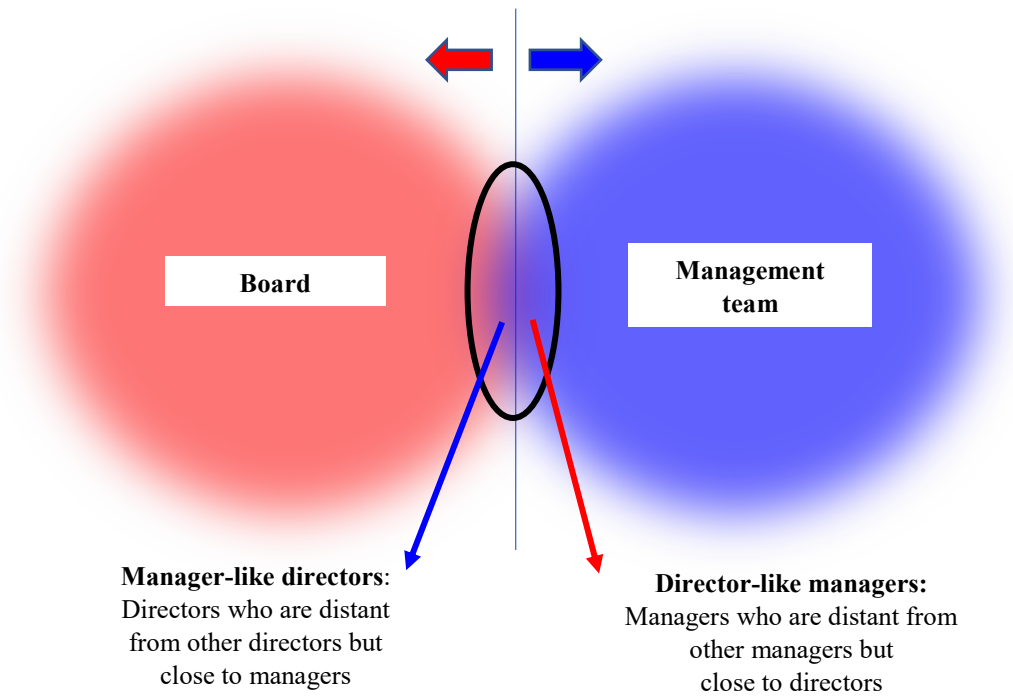 Board
Management
team
Manager-like directors:
Directors who are distant
from other directors but
close to managers
Director-like managers:
Managers who are distant from
other managers but
close to directors